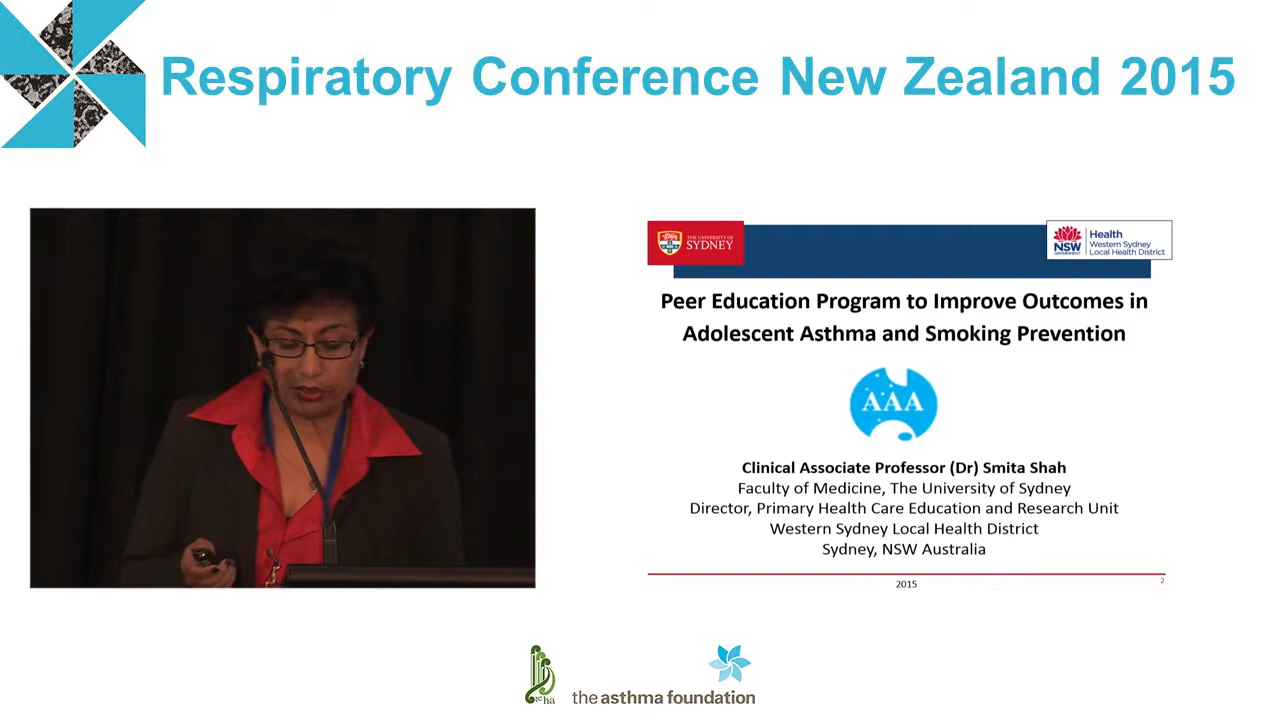 Respiratory Conference New Zealand 2015
THE UNIVERSITY OF
SYDNEY
NSW
GOVERNMENT
Health
Western Sydney
Local Health District
Peer Education Program to Improve Outcomes in
Adolescent Asthma and Smoking Prevention
AAA
Clinical Associate Professor (Dr) Smita Shah
Faculty of Medicine, The University of Sydney
Director, Primary Health Care Education and Research Unit
Western Sydney Local Health District
Sydney, NSW Australia
2015
2
the asthma foundation